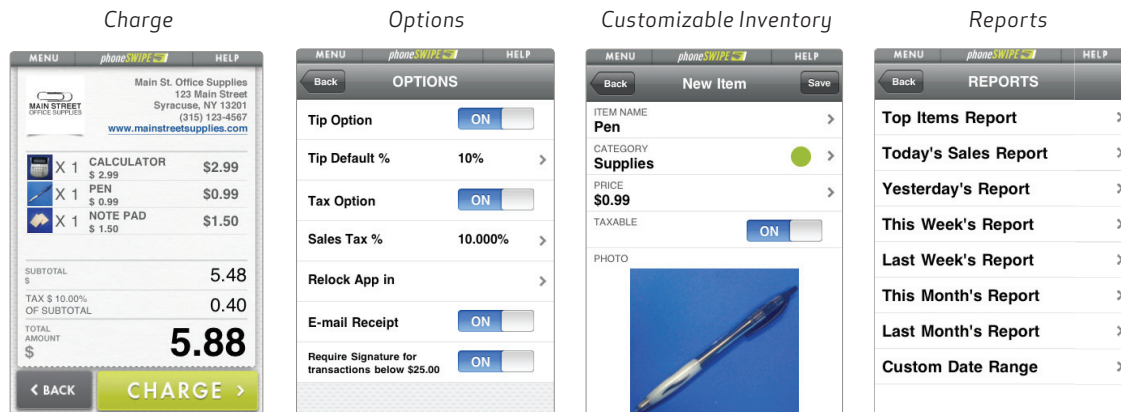 Charge
MENU phoneSWIPE HELP
MAIN STREET
OFFICE SUPPLIES
Main St. Office Supplies
123 Main Street
Syracuse, NY 13201
(315) 123-4567
www.mainstreetsupplies.com
X 1 CALCULATOR $2.99
$ 2.99
X 1 PEN $0.99
$ 0.99
X 1 NOTE PAD $1.50
$ 1.50
SUBTOTAL
$ 5.48
TAX $ 10.00%
OF SUBTOTAL 0.40
TOTAL
AMOUNT
$ 5.88
< BACK CHARGE >
Options
MENU phoneSWIPE HELP
Back OPTIONS
Tip Option ON
Tip Default % 10% >
Tax Option ON
Sales Tax % 10.000% >
Relock App in >
E-mail Receipt ON
Require Signature for
transactions below $25.00 ON
Customizable Inventory
MENU phoneSWIPE HELP
Back New Item Save
ITEM NAME
Pen >
CATEGORY
Supplies >
PRICE
$0.99 >
TAXABLE ON
PHOTO
Reports
MENU phoneSWIPE HELP
Back REPORTS
Top Items Report >
Today's Sales Report >
Yesterday's Report >
This Week's Report >
Last Week's Report >
This Month's Report >
Last Month's Report >
Custom Date Range >